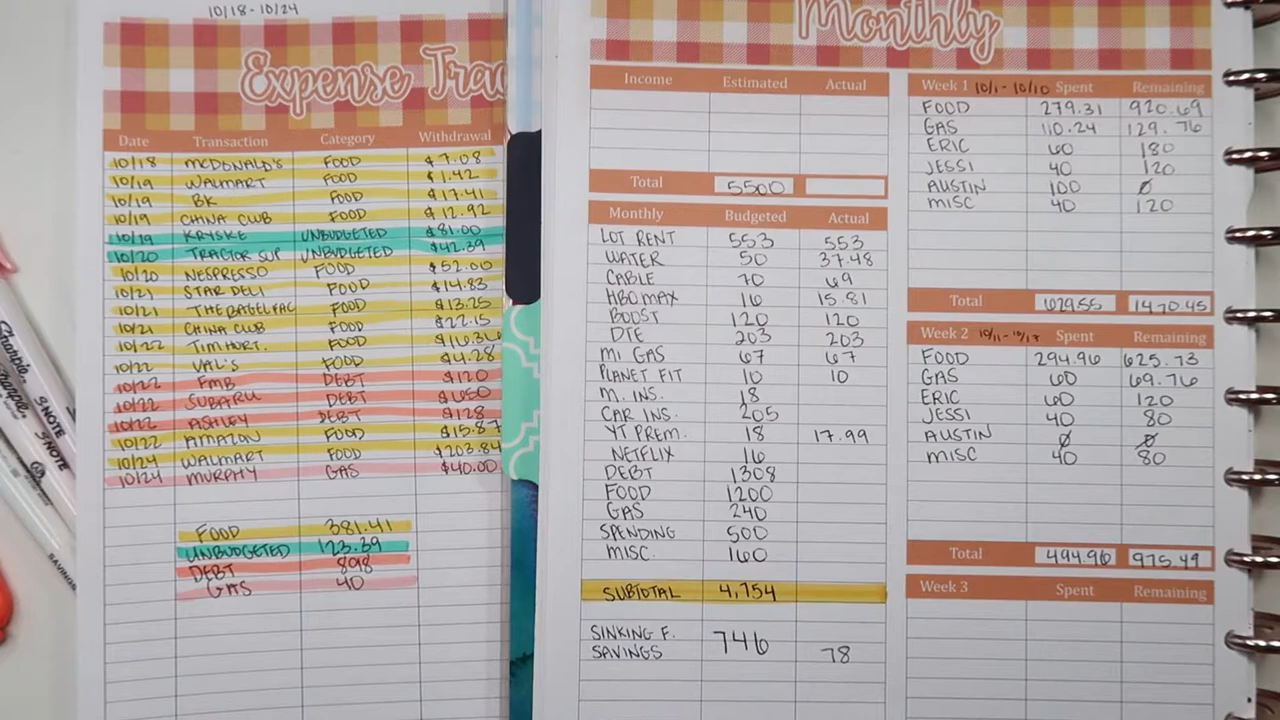 10/18 - 10/24
Expense Trac
Date Transaction Category Withdrawal
10/18 MCDONALD'S FOOD $7.08
10/19 WALMART FOOD $1.42
10/19 BK FOOD $17.41
10/19 CHINA CLUB FOOD $12.92
10/19 KRYSKE UNBUDGETED $81.00
10/20 TRACTOR SUP UNBUDGETED $42.39
10/20 NESPRESSO FOOD $52.00
10/21 STAR DELI FOOD $14.83
10/21 THE BAGEL FAC FOOD $13.25
10/21 CHINA CLUB FOOD $22.15
10/22 TIM HORT. FOOD $16.36
10/22 VAL'S FOOD $4.28
10/22 FMB DEBT $120
10/22 SUBARU DEBT $650
10/22 ASHLEY DEBT $128
10/22 AMAZON FOOD $15.87
10/24 WALMART FOOD $203.84
10/24 MURPHY GAS $40.00
FOOD 381.41
UNBUDGETED 123.39
DEBT 898
GAS 40
Monthly
Income Estimated Actual
Total 5500
Monthly Budgeted Actual
LOT RENT 553 553
WATER 50 37.48
CABLE 70 69
HBO MAX 16 15.81
BOOST 120 120
DTE 203 203
MI GAS 67 67
PLANET FIT 10 10
M. INS. 18
CAR INS. 205
YT PREM. 18 17.99
NETFLIX 16
DEBT 1308
FOOD 1200
GAS 240
SPENDING 500
MISC. 160
SUBTOTAL 4,754
SINKING F.
SAVINGS 746 78
Week 1 10/1 - 10/10 Spent Remaining
FOOD 279.31 920.69
GAS 110.24 129.76
ERIC 60 180
JESSI 40 120
AUSTIN 100 0
MISC 40 120
Total 629.55 1470.45
Week 2 10/11 - 10/17 Spent Remaining
FOOD 294.96 625.73
GAS 60 69.76
ERIC 60 120
JESSI 40 80
AUSTIN 0 0
MISC 40 80
Total 494.96 975.49
Week 3 Spent Remaining
Sharpie.
S·NOTE
Sharpie.
S·NOTE